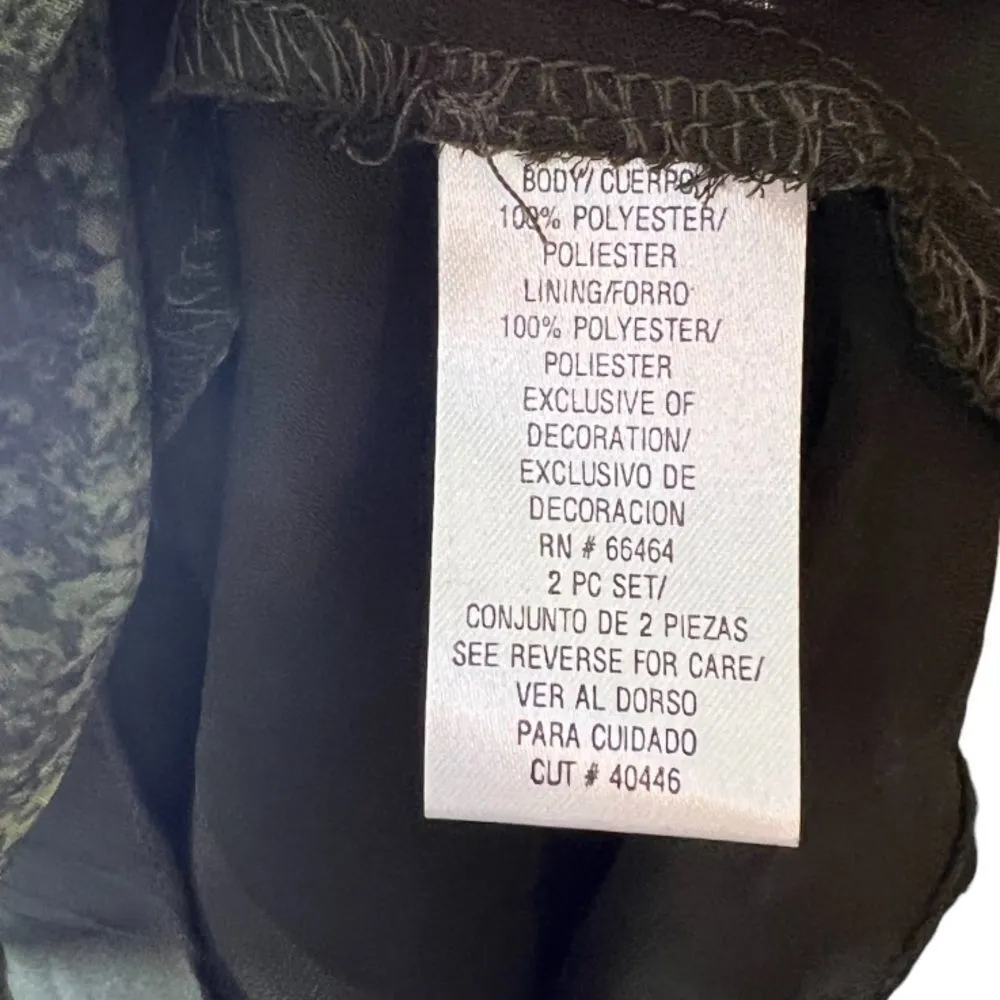 BODY/ CUERPO/
100% POLYESTER/
POLIESTER
LINING/FORRO
100% POLYESTER/
POLIESTER
EXCLUSIVE OF
DECORATION/
EXCLUSIVO DE
DECORACION
RN # 66464
2 PC SET/
CONJUNTO DE 2 PIEZAS
SEE REVERSE FOR CARE/
VER AL DORSO
PARA CUIDADO
CUT # 40446